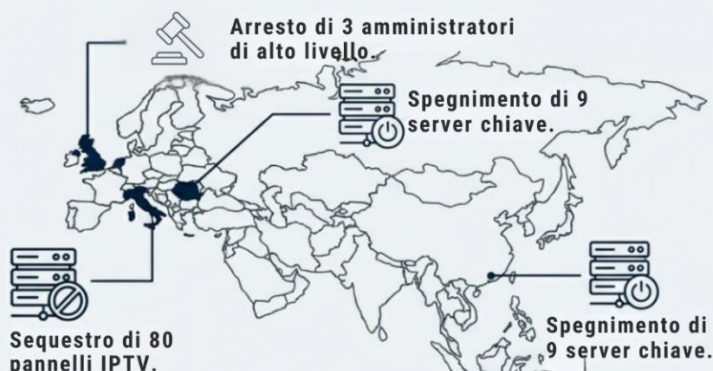 Arresto di 3 amministratori
di alto livello.
Spegnimento di 9
server chiave.
Sequestro di 80
pannelli IPTV.
Spegnimento di
9 server chiave.